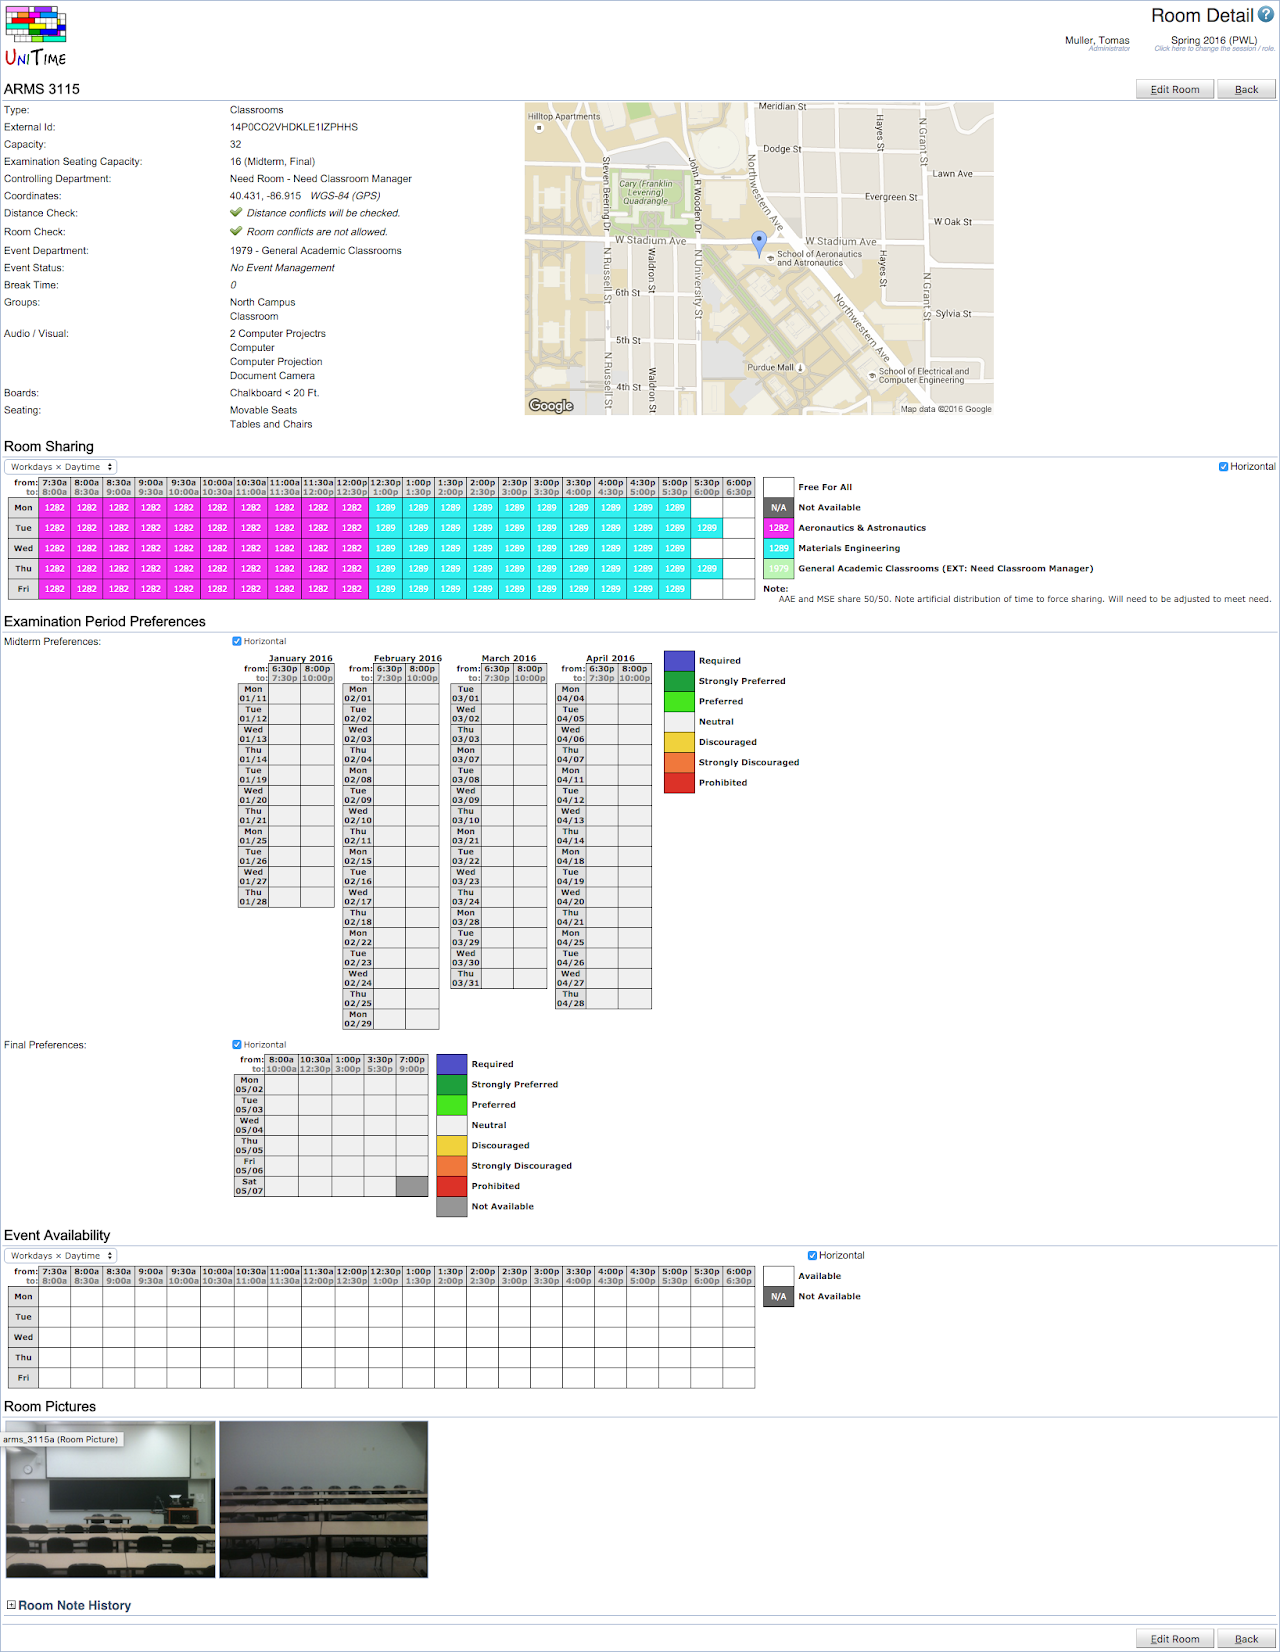 UNITIME
Room Detail
Muller, Tomas
Administrator
Spring 2016 (PWL)
Click here to change the session / role.
ARMS 3115
Edit Room Back
Type: Classrooms
External Id: 14P0CO2VHDKLE1IZPHHS
Capacity: 32
Examination Seating Capacity: 16 (Midterm, Final)
Controlling Department: Need Room - Need Classroom Manager
Coordinates: 40.431, -86.915 WGS-84 (GPS)
Distance Check: Distance conflicts will be checked.
Room Check: Room conflicts are not allowed.
Event Department: 1979 - General Academic Classrooms
Event Status: No Event Management
Break Time: 0
Groups: North Campus
Classroom
Audio / Visual: 2 Computer Projectrs
Computer
Computer Projection
Document Camera
Boards: Chalkboard < 20 Ft.
Seating: Movable Seats
Tables and Chairs
Meridian St
Hilltop Apartments
Dodge St
Hayes St
N Grant St
Lawn Ave
Steven Beering Dr
Cary (Franklin Levering) Quadrangle
John R Wooden Dr
Northwestern Ave
Evergreen St
W Oak St
W Stadium Ave
W Stadium Ave
School of Aeronautics and Astronautics
N Russell St
Waldron St
N University St
Hayes St
N Grant St
6th St
Sylvia St
5th St
Northwestern Ave
Purdue Mall
School of Electrical and Computer Engineering
N Russell St
4th St
Waldron St
Google
Map data ©2016 Google
Room Sharing
Workdays × Daytime
Horizontal
from: 7:30a 8:00a 8:30a 9:00a 9:30a 10:00a 10:30a 11:00a 11:30a 12:00p 12:30p 1:00p 1:30p 2:00p 2:30p 3:00p 3:30p 4:00p 4:30p 5:00p 5:30p 6:00p
to: 8:00a 8:30a 9:00a 9:30a 10:00a 10:30a 11:00a 11:30a 12:00p 12:30p 1:00p 1:30p 2:00p 2:30p 3:00p 3:30p 4:00p 4:30p 5:00p 5:30p 6:00p 6:30p
Mon 1282 1282 1282 1282 1282 1282 1282 1282 1282 1282 1289 1289 1289 1289 1289 1289 1289 1289 1289 1289
Tue 1282 1282 1282 1282 1282 1282 1282 1282 1282 1282 1289 1289 1289 1289 1289 1289 1289 1289 1289 1289 1289
Wed 1282 1282 1282 1282 1282 1282 1282 1282 1282 1282 1289 1289 1289 1289 1289 1289 1289 1289 1289 1289
Thu 1282 1282 1282 1282 1282 1282 1282 1282 1282 1282 1289 1289 1289 1289 1289 1289 1289 1289 1289 1289 1289
Fri 1282 1282 1282 1282 1282 1282 1282 1282 1282 1282 1289 1289 1289 1289 1289 1289 1289 1289 1289 1289
Free For All
N/A Not Available
1282 Aeronautics & Astronautics
1289 Materials Engineering
1979 General Academic Classrooms (EXT: Need Classroom Manager)
Note:
AAE and MSE share 50/50. Note artificial distribution of time to force sharing. Will need to be adjusted to meet need.
Examination Period Preferences
Midterm Preferences: Horizontal
January 2016
from: 6:30p 8:00p
to: 7:30p 10:00p
Mon 01/11
Tue 01/12
Wed 01/13
Thu 01/14
Tue 01/19
Wed 01/20
Thu 01/21
Mon 01/25
Tue 01/26
Wed 01/27
Thu 01/28
February 2016
from: 6:30p 8:00p
to: 7:30p 10:00p
Mon 02/01
Tue 02/02
Wed 02/03
Thu 02/04
Mon 02/08
Tue 02/09
Wed 02/10
Thu 02/11
Mon 02/15
Tue 02/16
Wed 02/17
Thu 02/18
Mon 02/22
Tue 02/23
Wed 02/24
Thu 02/25
Mon 02/29
March 2016
from: 6:30p 8:00p
to: 7:30p 10:00p
Tue 03/01
Wed 03/02
Thu 03/03
Mon 03/07
Tue 03/08
Wed 03/09
Thu 03/10
Mon 03/21
Tue 03/22
Wed 03/23
Thu 03/24
Mon 03/28
Tue 03/29
Wed 03/30
Thu 03/31
April 2016
from: 6:30p 8:00p
to: 7:30p 10:00p
Mon 04/04
Tue 04/05
Wed 04/06
Thu 04/07
Mon 04/11
Tue 04/12
Wed 04/13
Thu 04/14
Mon 04/18
Tue 04/19
Wed 04/20
Thu 04/21
Mon 04/25
Tue 04/26
Wed 04/27
Thu 04/28
Required
Strongly Preferred
Preferred
Neutral
Discouraged
Strongly Discouraged
Prohibited
Final Preferences: Horizontal
from: 8:00a 10:30a 1:00p 3:30p 7:00p
to: 10:00a 12:30p 3:00p 5:30p 9:00p
Mon 05/02
Tue 05/03
Wed 05/04
Thu 05/05
Fri 05/06
Sat 05/07
Required
Strongly Preferred
Preferred
Neutral
Discouraged
Strongly Discouraged
Prohibited
Not Available
Event Availability
Workdays × Daytime
Horizontal
from: 7:30a 8:00a 8:30a 9:00a 9:30a 10:00a 10:30a 11:00a 11:30a 12:00p 12:30p 1:00p 1:30p 2:00p 2:30p 3:00p 3:30p 4:00p 4:30p 5:00p 5:30p 6:00p
to: 8:00a 8:30a 9:00a 9:30a 10:00a 10:30a 11:00a 11:30a 12:00p 12:30p 1:00p 1:30p 2:00p 2:30p 3:00p 3:30p 4:00p 4:30p 5:00p 5:30p 6:00p 6:30p
Mon
Tue
Wed
Thu
Fri
Available
N/A Not Available
Room Pictures
arms_3115a (Room Picture)
Room Note History
Edit Room Back